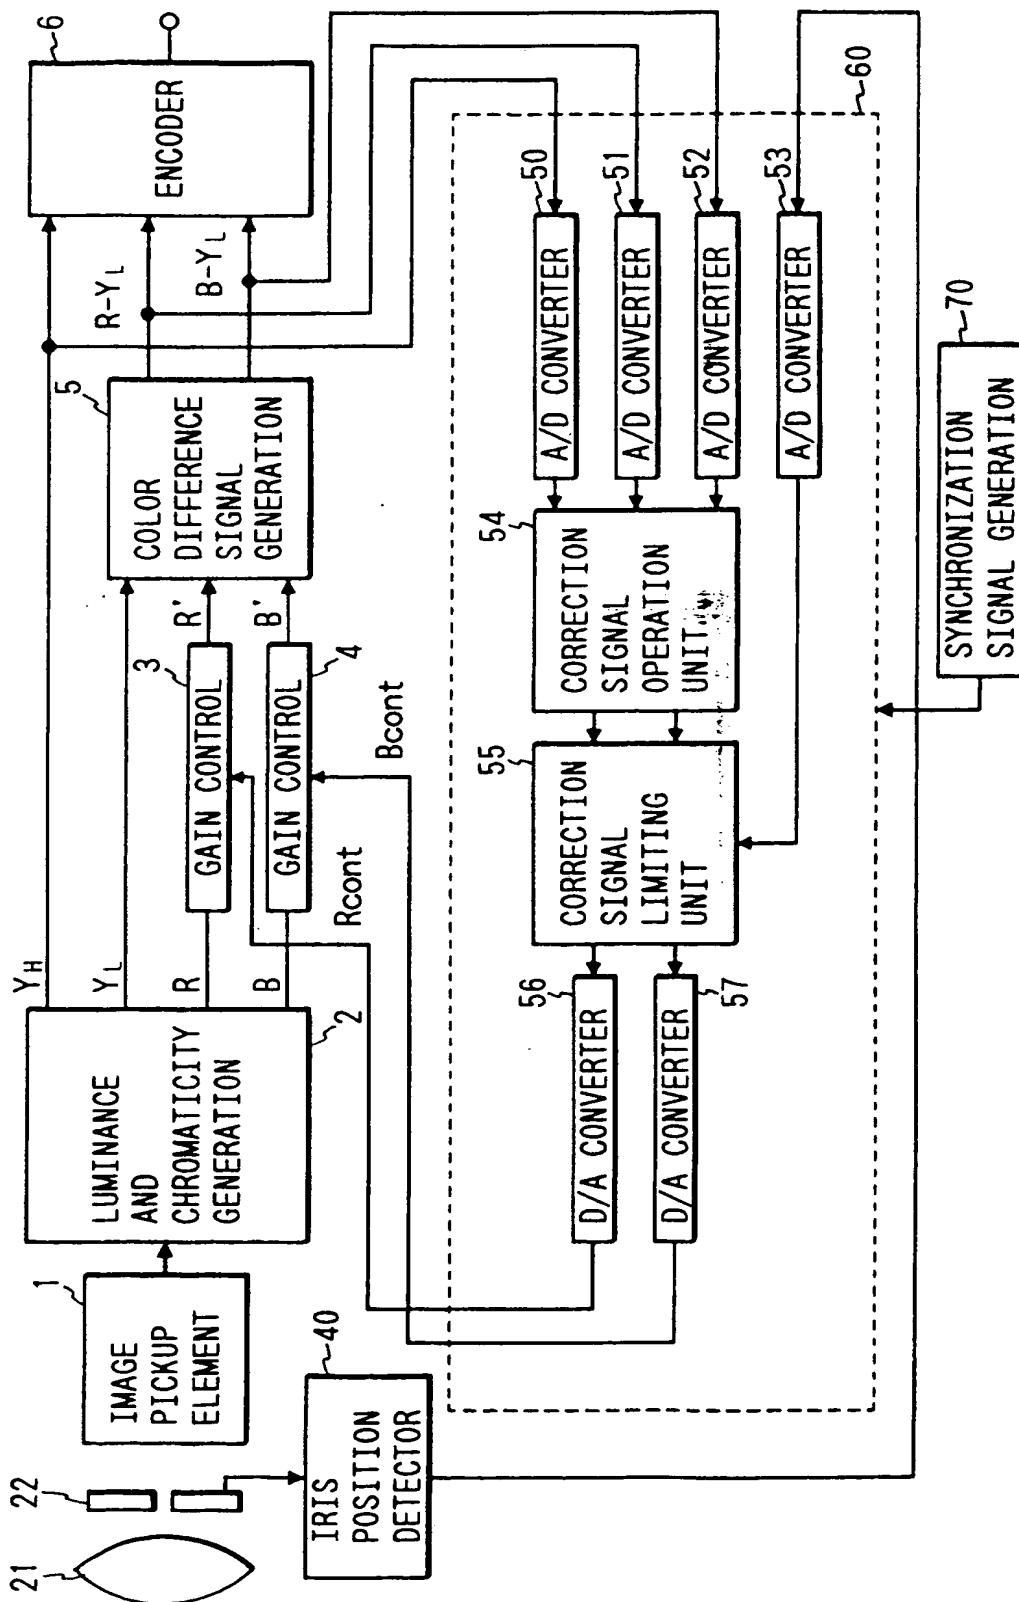 21
22
IMAGE
PICKUP
ELEMENT
1
LUMINANCE
AND
CHROMATICITY
GENERATION
2
YH
YL
R
B
GAIN CONTROL
3
GAIN CONTROL
4
R'
B'
Rcont
Bcont
COLOR
DIFFERENCE
SIGNAL
GENERATION
5
R-YL
B-YL
ENCODER
6
IRIS
POSITION
DETECTOR
40
D/A CONVERTER
56
D/A CONVERTER
57
CORRECTION
SIGNAL
LIMITING
UNIT
55
CORRECTION
SIGNAL
OPERATION
UNIT
54
A/D CONVERTER
50
A/D CONVERTER
51
A/D CONVERTER
52
A/D CONVERTER
53
60
SYNCHRONIZATION
SIGNAL GENERATION
70